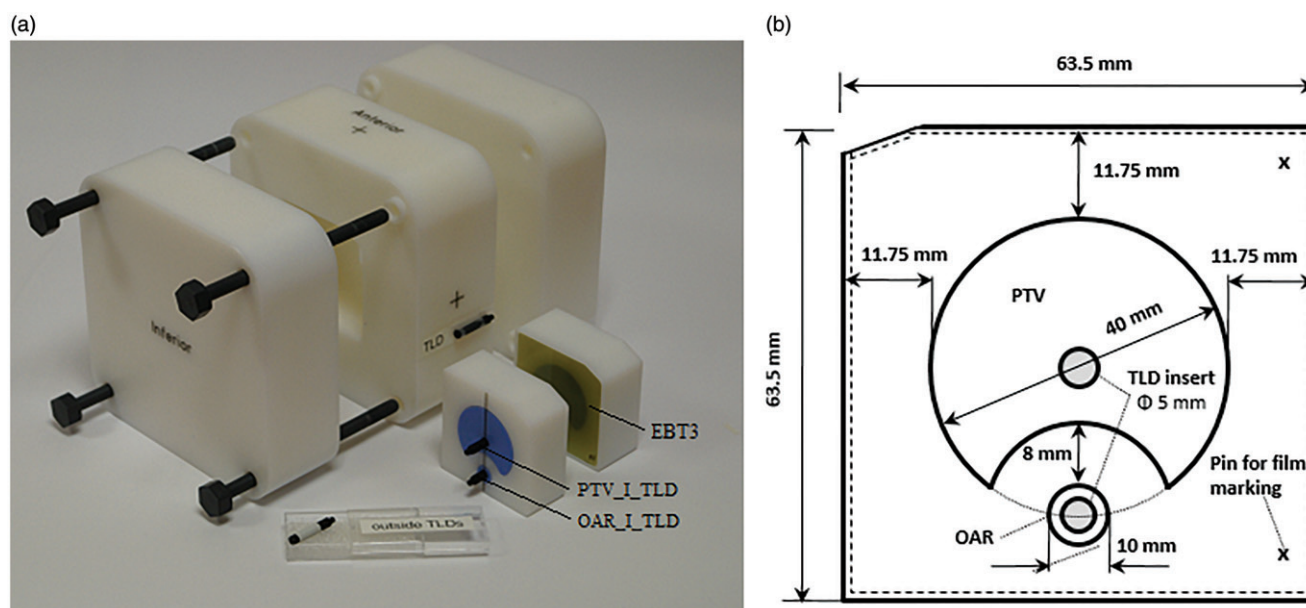 (a)
Anterior
+
+
TLD
Inferior
EBT3
PTV_I_TLD
OAR_I_TLD
outside TLDs
(b)
63.5 mm
x
11.75 mm
11.75 mm
11.75 mm
PTV
40 mm
63.5 mm
TLD insert
Φ 5 mm
8 mm
Pin for film
marking
OAR
x
10 mm